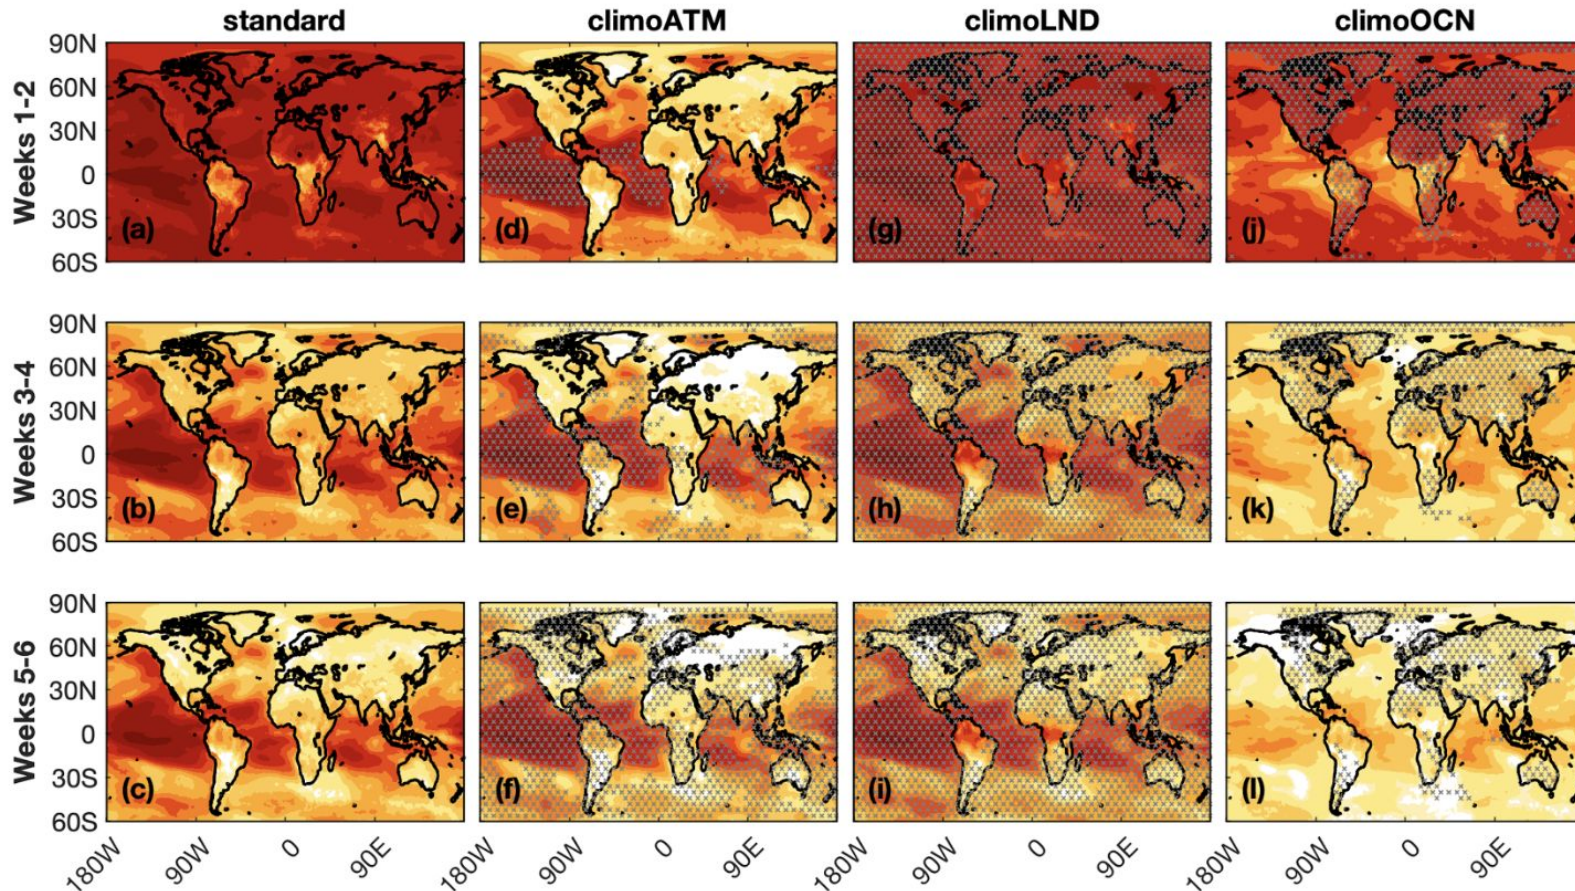 standard climoATM climoLND climoOCN
Weeks 1-2
90N
60N
30N
0
30S
60S
(a) (d) (g) (j)
Weeks 3-4
90N
60N
30N
0
30S
60S
(b) (e) (h) (k)
Weeks 5-6
90N
60N
30N
0
30S
60S
(c) (f) (i) (l)
180W 90W 0 90E 180W 90W 0 90E 180W 90W 0 90E 180W 90W 0 90E